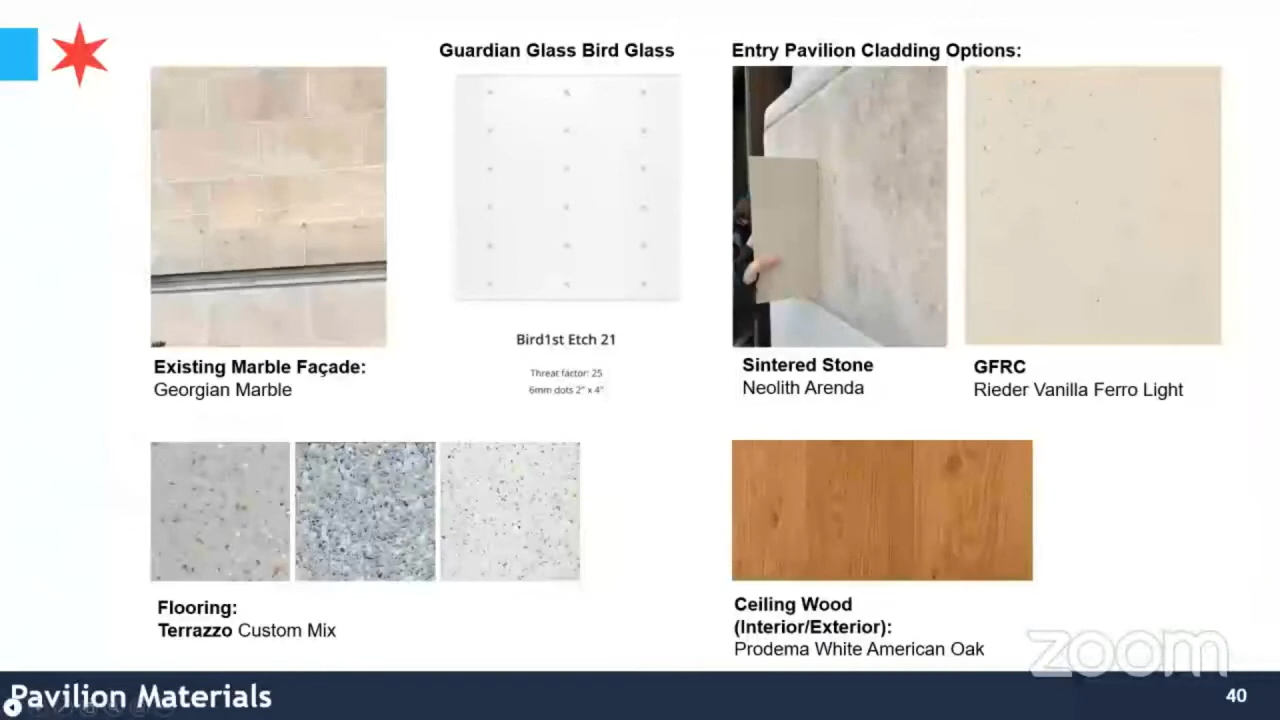 Guardian Glass Bird Glass
Entry Pavilion Cladding Options:
Existing Marble Façade:
Georgian Marble
Bird1st Etch 21
Threat factor: 25
6mm dots 2" x 4"
Sintered Stone
Neolith Arenda
GFRC
Rieder Vanilla Ferro Light
Flooring:
Terrazzo Custom Mix
Ceiling Wood
(Interior/Exterior):
Prodema White American Oak
zoom
Pavilion Materials
40